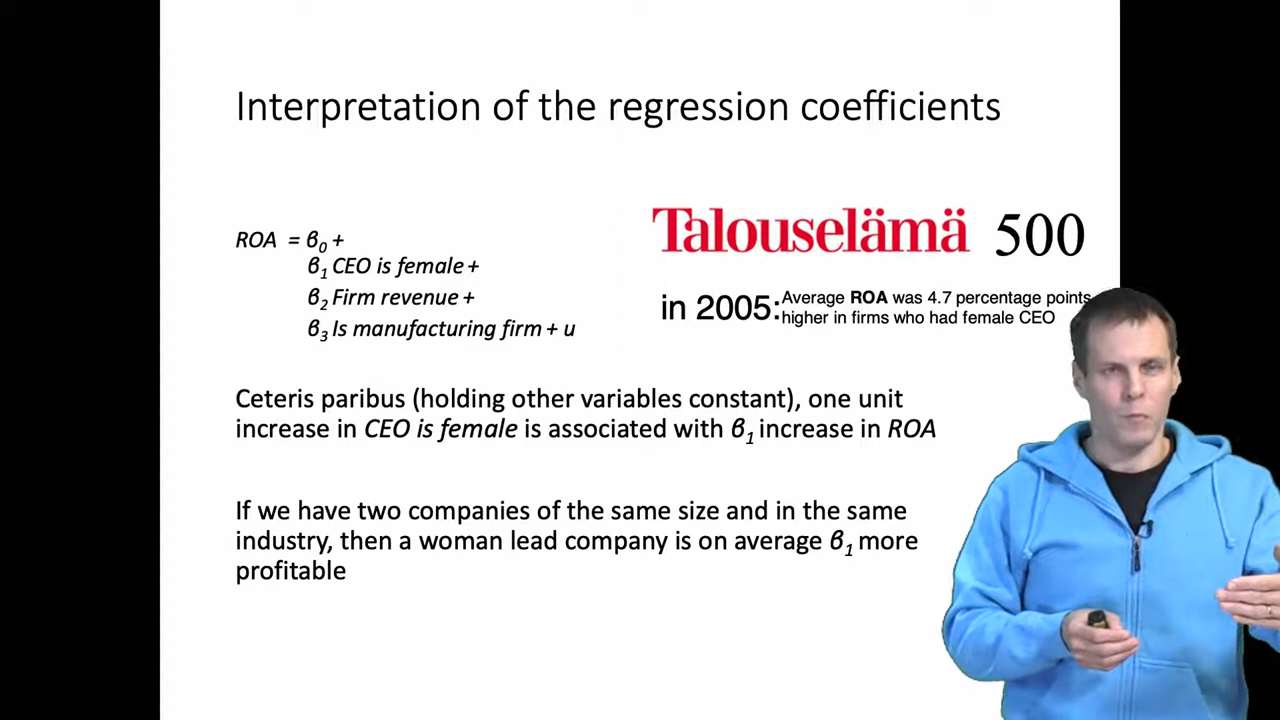 Interpretation of the regression coefficients
ROA = β0 +
β1 CEO is female +
β2 Firm revenue +
β3 Is manufacturing firm + u
Talouselämä 500
in 2005: Average ROA was 4.7 percentage points
higher in firms who had female CEO
Ceteris paribus (holding other variables constant), one unit
increase in CEO is female is associated with β1 increase in ROA
If we have two companies of the same size and in the same
industry, then a woman lead company is on average β1 more
profitable